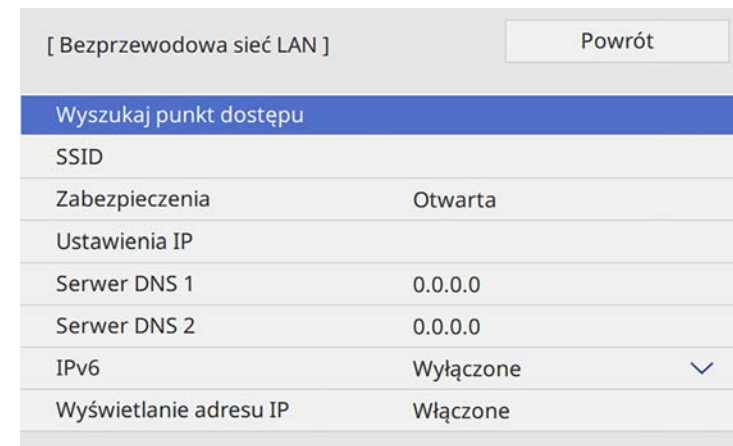 [ Bezprzewodowa sieć LAN ] Powrót
Wyszukaj punkt dostępu
SSID
Zabezpieczenia Otwarta
Ustawienia IP
Serwer DNS 1 0.0.0.0
Serwer DNS 2 0.0.0.0
IPv6 Wyłączone
Wyświetlanie adresu IP Włączone